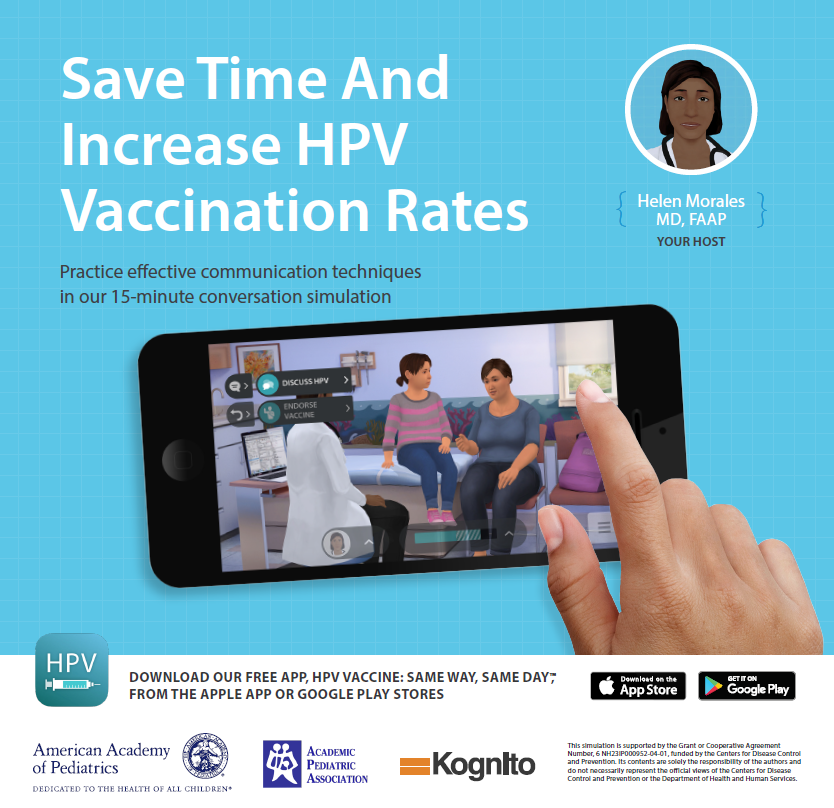 Save Time And
Increase HPV
Vaccination Rates
Practice effective communication techniques
in our 15-minute conversation simulation
Helen Morales
MD, FAAP
YOUR HOST
DISCUSS HPV
ENDORSE
VACCINE
HPV
DOWNLOAD OUR FREE APP, HPV VACCINE: SAME WAY, SAME DAY™,
FROM THE APPLE APP OR GOOGLE PLAY STORES
Download on the
App Store
GET IT ON
Google Play
American Academy
of Pediatrics
DEDICATED TO THE HEALTH OF ALL CHILDREN®
ACADEMIC
PEDIATRIC
ASSOCIATION
KognIto
This simulation is supported by the Grant or Cooperative Agreement
Number, 6 NH23IP000952-04-01, funded by the Centers for Disease Control
and Prevention. Its contents are solely the responsibility of the authors and
do not necessarily represent the official views of the Centers for Disease
Control and Prevention or the Department of Health and Human Services.